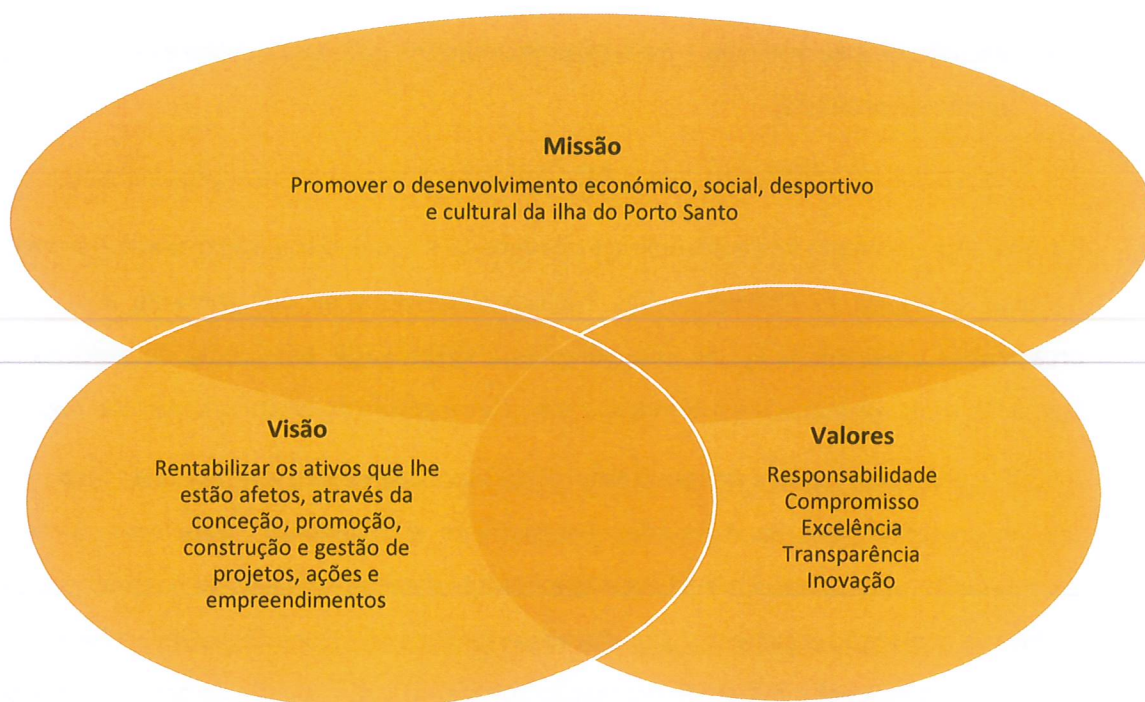 Missão
Promover o desenvolvimento económico, social, desportivo
e cultural da ilha do Porto Santo
Visão
Rentabilizar os ativos que lhe
estão afetos, através da
conceção, promoção,
construção e gestão de
projetos, ações e
empreendimentos
Valores
Responsabilidade
Compromisso
Excelência
Transparência
Inovação